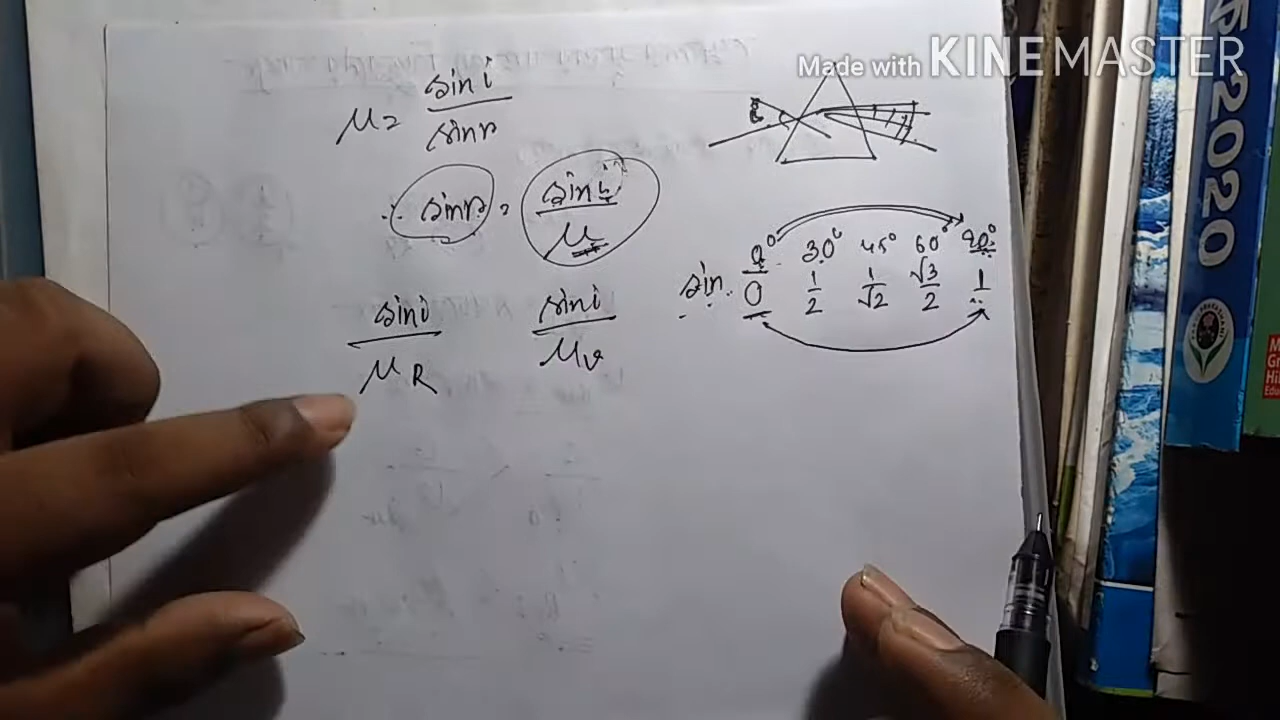 Made with KINEMASTER
μ = sin i / sin r
∴ sin r = sin i / μ
sin i / μR
sin i / μv
0° 30° 45° 60° 90°
sin 0 1/2 1/√2 √3/2 1
2020